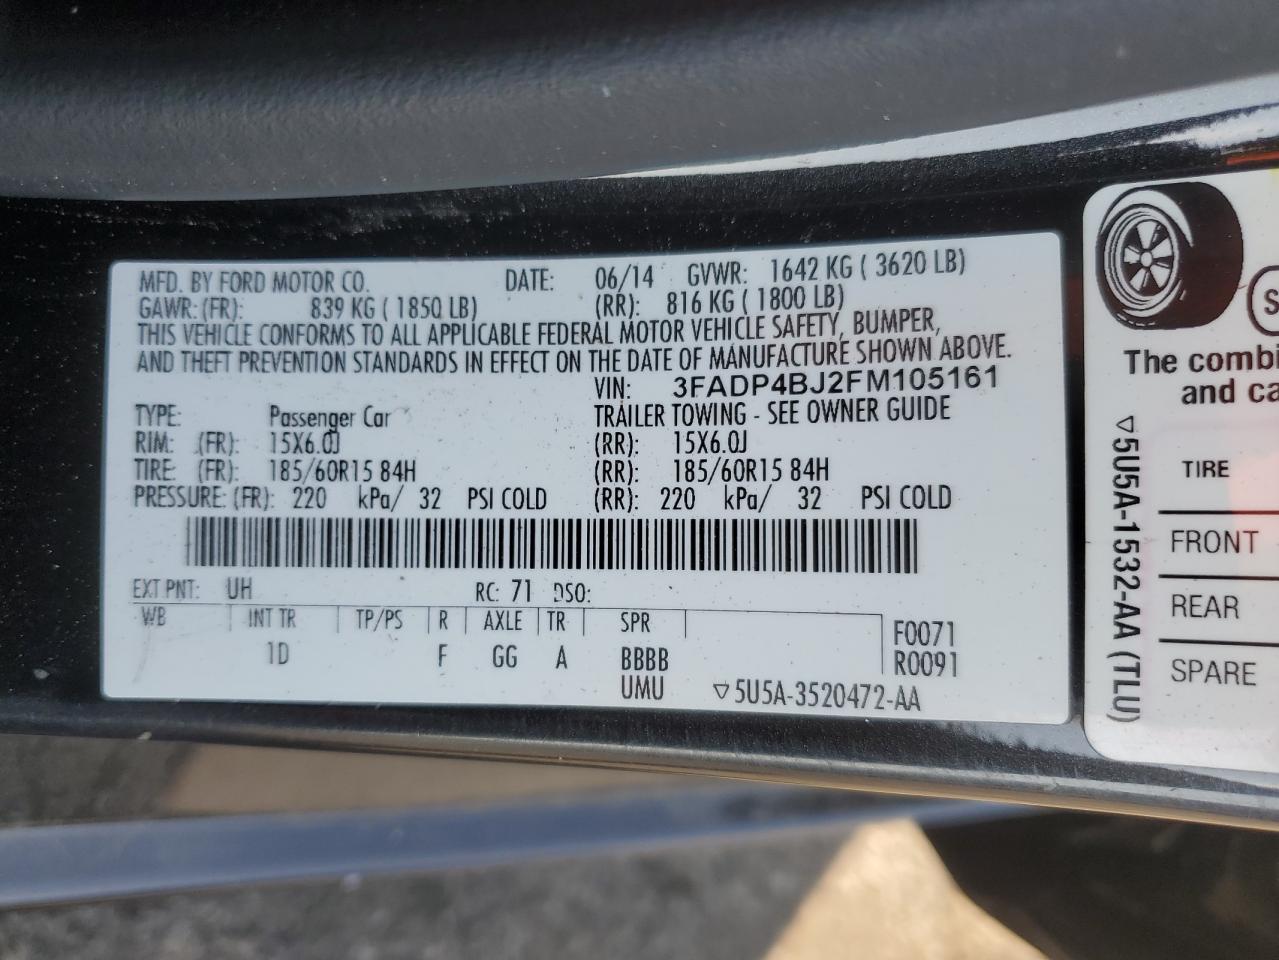 MFD. BY FORD MOTOR CO. DATE: 06/14 GVWR: 1642 KG ( 3620 LB)
GAWR: (FR): 839 KG ( 1850 LB) (RR): 816 KG ( 1800 LB)
THIS VEHICLE CONFORMS TO ALL APPLICABLE FEDERAL MOTOR VEHICLE SAFETY, BUMPER,
AND THEFT PREVENTION STANDARDS IN EFFECT ON THE DATE OF MANUFACTURE SHOWN ABOVE.
VIN: 3FADP4BJ2FM105161
TYPE: Passenger Car TRAILER TOWING - SEE OWNER GUIDE
RIM: (FR): 15X6.0J (RR): 15X6.0J
TIRE: (FR): 185/60R15 84H (RR): 185/60R15 84H
PRESSURE: (FR): 220 kPa/ 32 PSI COLD (RR): 220 kPa/ 32 PSI COLD
EXT PNT: UH RC: 71 DSO:
WB INT TR TP/PS R AXLE TR SPR F0071
1D F GG A BBBB R0091
UMU ▽5U5A-3520472-AA
S
The combi
and ca
▽5U5A-1532-AA (TLU)
TIRE
FRONT
REAR
SPARE